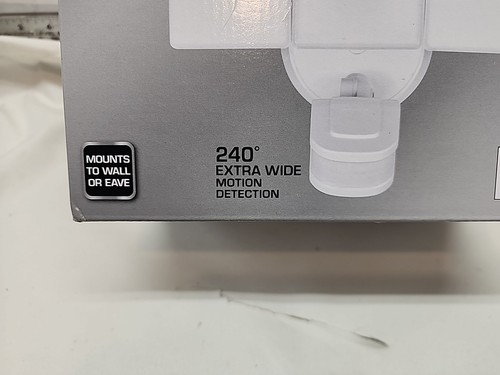 MOUNTS
TO WALL
OR EAVE
240°
EXTRA WIDE
MOTION
DETECTION